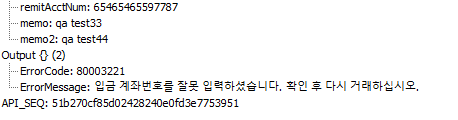 remitAcctNum: 65465465597787
memo: qa test33
memo2: qa test44
Output {} (2)
ErrorCode: 80003221
ErrorMessage: 입금 계좌번호를 잘못 입력하셨습니다. 확인 후 다시 거래하십시오.
API_SEQ: 51b270cf85d02428240e0fd3e7753951